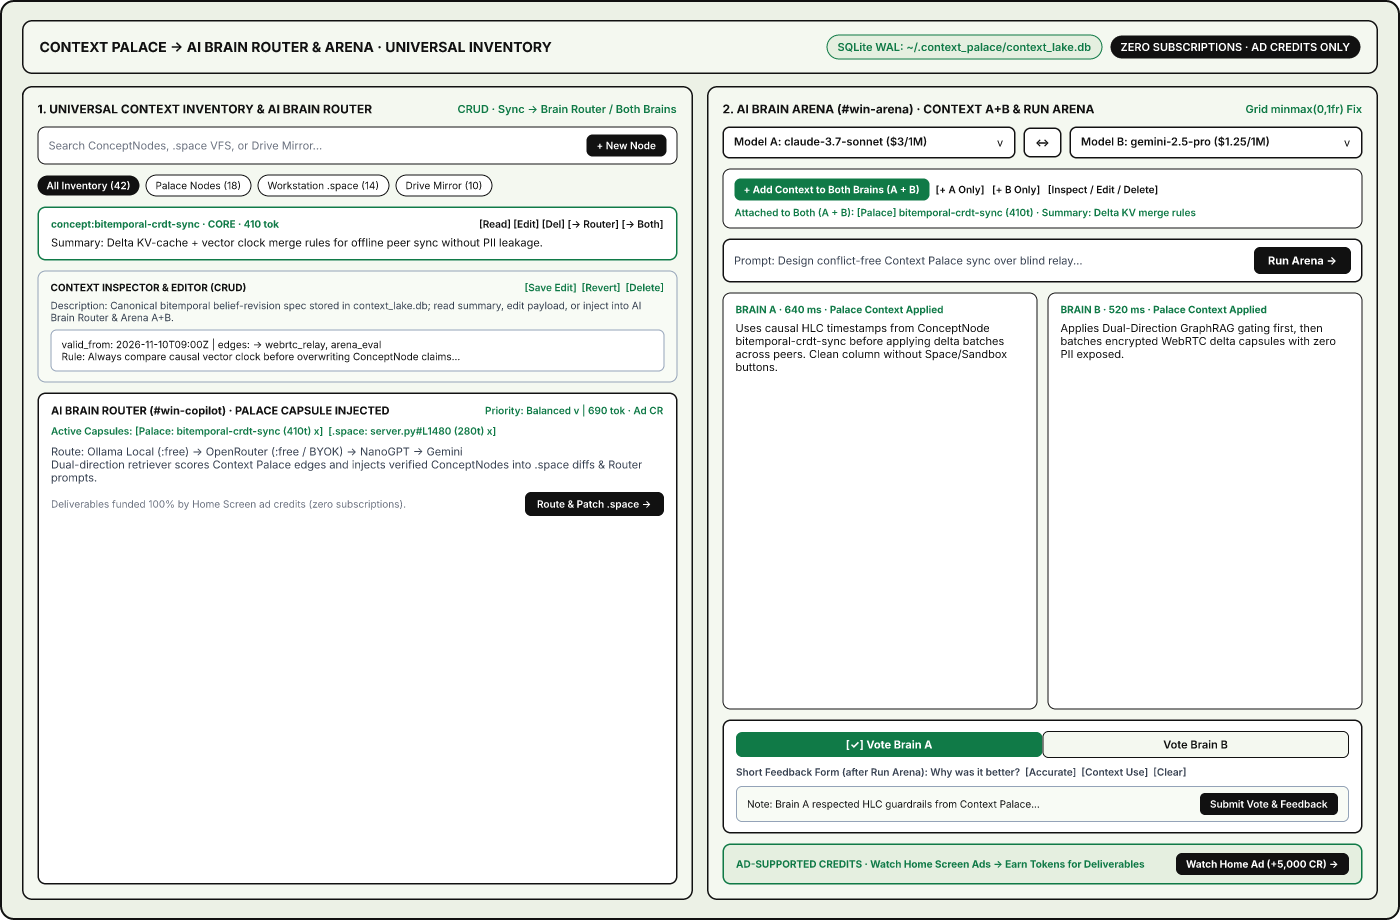 CONTEXT PALACE → AI BRAIN ROUTER & ARENA · UNIVERSAL INVENTORY
SQLite WAL: ~/.context_palace/context_lake.db
ZERO SUBSCRIPTIONS · AD CREDITS ONLY
1. UNIVERSAL CONTEXT INVENTORY & AI BRAIN ROUTER
CRUD · Sync → Brain Router / Both Brains
Search ConceptNodes, .space VFS, or Drive Mirror...
+ New Node
All Inventory (42)
Palace Nodes (18)
Workstation .space (14)
Drive Mirror (10)
concept:bitemporal-crdt-sync · CORE · 410 tok
[Read] [Edit] [Del] [→ Router] [→ Both]
Summary: Delta KV-cache + vector clock merge rules for offline peer sync without PII leakage.
CONTEXT INSPECTOR & EDITOR (CRUD)
[Save Edit] [Revert] [Delete]
Description: Canonical bitemporal belief-revision spec stored in context_lake.db; read summary, edit payload, or inject into AI
Brain Router & Arena A+B.
valid_from: 2026-11-10T09:00Z | edges: → webrtc_relay, arena_eval
Rule: Always compare causal vector clock before overwriting ConceptNode claims...
AI BRAIN ROUTER (#win-copilot) · PALACE CAPSULE INJECTED
Priority: Balanced v | 690 tok · Ad CR
Active Capsules: [Palace: bitemporal-crdt-sync (410t) x] [.space: server.py#L1480 (280t) x]
Route: Ollama Local (:free) → OpenRouter (:free / BYOK) → NanoGPT → Gemini
Dual-direction retriever scores Context Palace edges and injects verified ConceptNodes into .space diffs & Router
prompts.
Deliverables funded 100% by Home Screen ad credits (zero subscriptions).
Route & Patch .space →
2. AI BRAIN ARENA (#win-arena) · CONTEXT A+B & RUN ARENA
Grid minmax(0,1fr) Fix
Model A: claude-3.7-sonnet ($3/1M)
v
↔
Model B: gemini-2.5-pro ($1.25/1M)
v
+ Add Context to Both Brains (A + B)
[+ A Only] [+ B Only] [Inspect / Edit / Delete]
Attached to Both (A + B): [Palace] bitemporal-crdt-sync (410t) · Summary: Delta KV merge rules
Prompt: Design conflict-free Context Palace sync over blind relay...
Run Arena →
BRAIN A · 640 ms · Palace Context Applied
Uses causal HLC timestamps from ConceptNode
bitemporal-crdt-sync before applying delta batches
across peers. Clean column without Space/Sandbox
buttons.
BRAIN B · 520 ms · Palace Context Applied
Applies Dual-Direction GraphRAG gating first, then
batches encrypted WebRTC delta capsules with zero
PII exposed.
[✓] Vote Brain A
Vote Brain B
Short Feedback Form (after Run Arena): Why was it better? [Accurate] [Context Use] [Clear]
Note: Brain A respected HLC guardrails from Context Palace...
Submit Vote & Feedback
AD-SUPPORTED CREDITS · Watch Home Screen Ads → Earn Tokens for Deliverables
Watch Home Ad (+5,000 CR) →